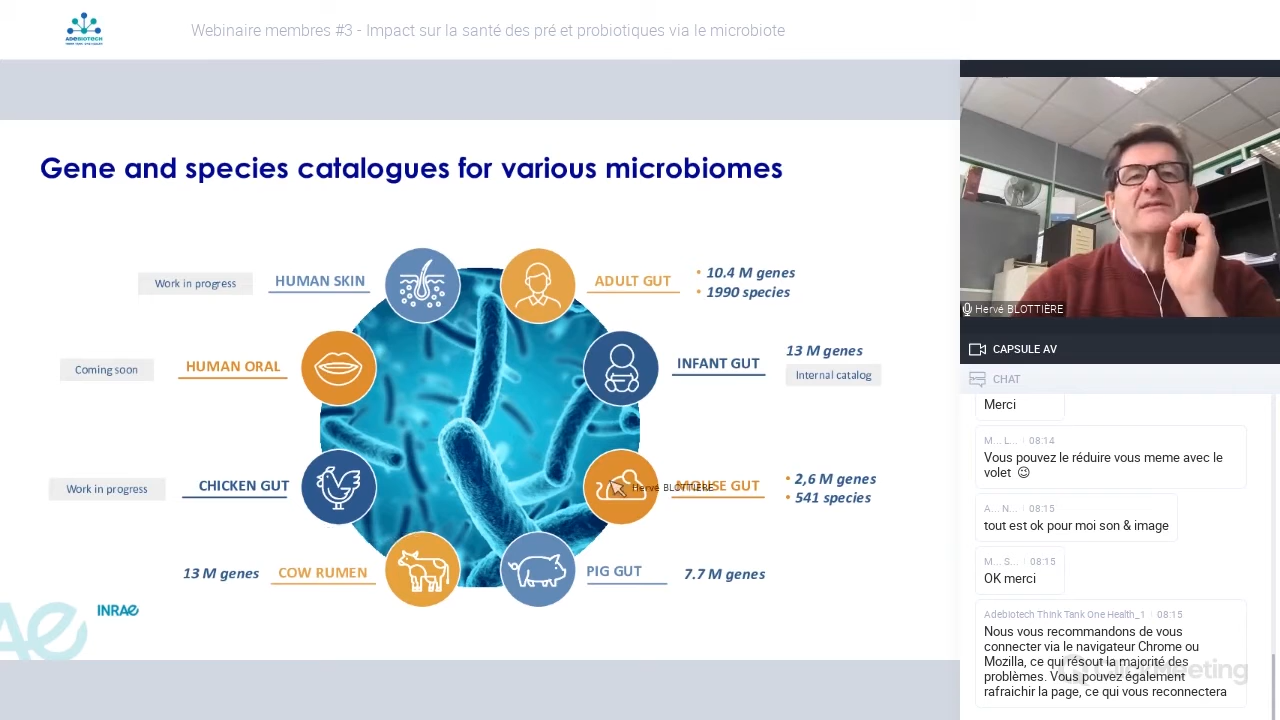 ADEBIOTECH
Webinaire membres #3 - Impact sur la santé des pré et probiotiques via le microbiote
Gene and species catalogues for various microbiomes
Work in progress
HUMAN SKIN
ADULT GUT
• 10.4 M genes
• 1990 species
Coming soon
HUMAN ORAL
INFANT GUT
13 M genes
Internal catalog
Work in progress
CHICKEN GUT
MOUSE GUT
Hervé BLOTTIÈRE
• 2,6 M genes
• 541 species
13 M genes
COW RUMEN
PIG GUT
7.7 M genes
INRAE
Hervé BLOTTIÈRE
CAPSULE AV
CHAT
Merci
M... L... 08:14
Vous pouvez le réduire vous meme avec le
volet 😉
A... N... 08:15
tout est ok pour moi son & image
M... S... 08:15
OK merci
Adebiotech Think Tank One Health_1 08:15
Nous vous recommandons de vous
connecter via le navigateur Chrome ou
Mozilla, ce qui résout la majorité des
problèmes. Vous pouvez également
rafraichir la page, ce qui vous reconnectera